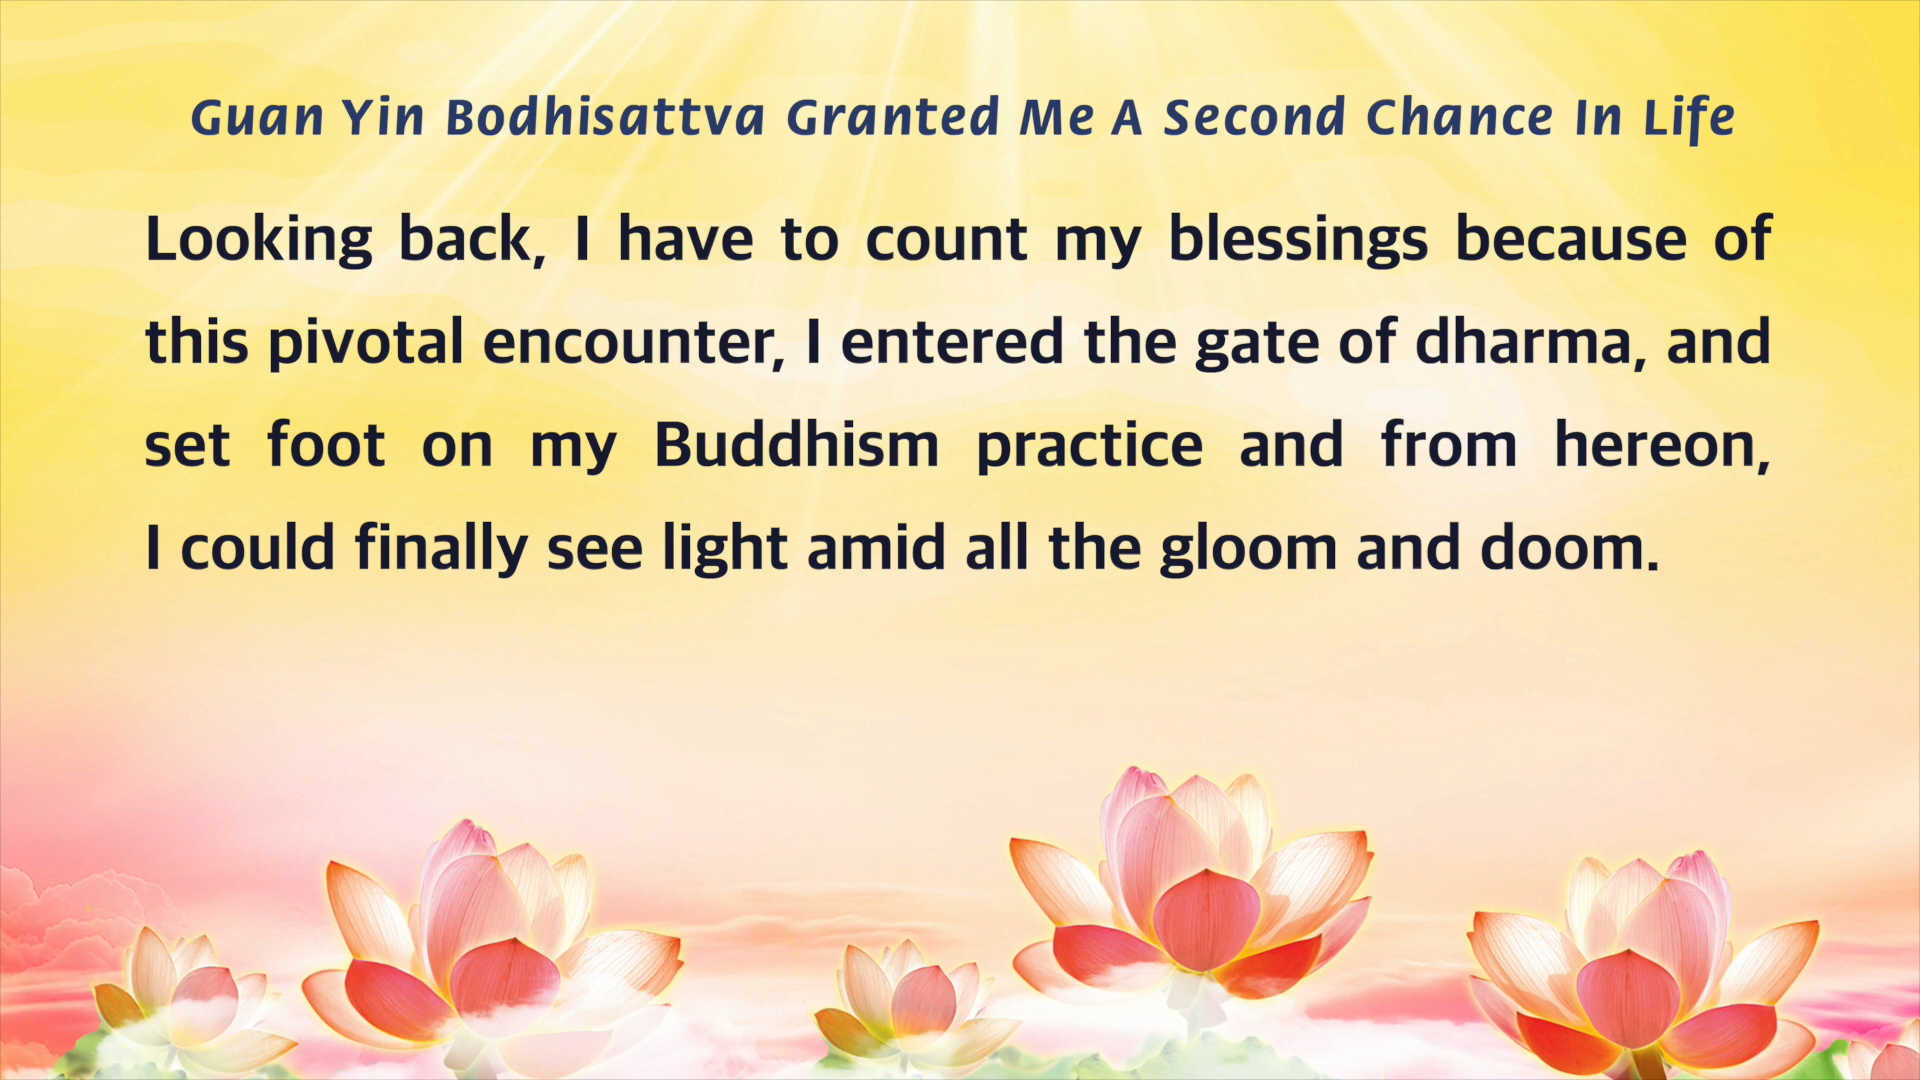 Guan Yin Bodhisattva Granted Me A Second Chance In Life
Looking back, I have to count my blessings because of
this pivotal encounter, I entered the gate of dharma, and
set foot on my Buddhism practice and from hereon,
I could finally see light amid all the gloom and doom.